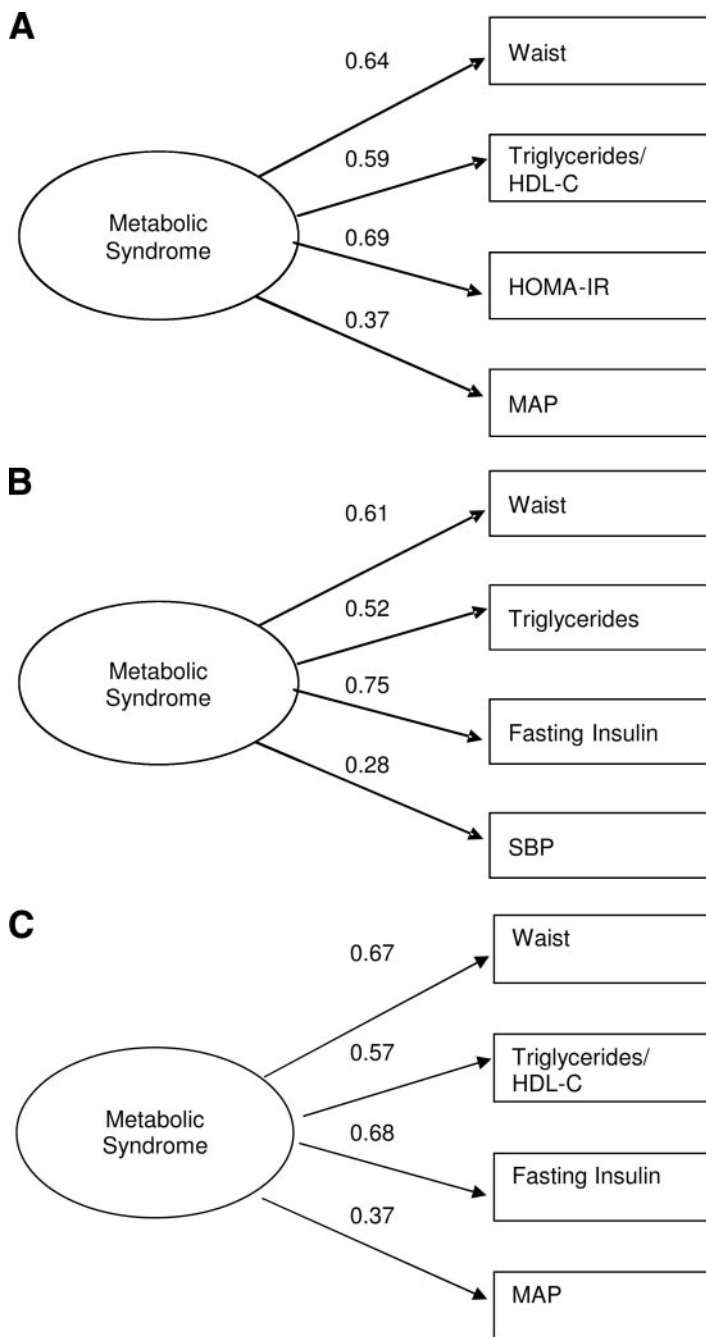 A
0.64
Waist
0.59
Triglycerides/
HDL-C
Metabolic
Syndrome
0.69
HOMA-IR
0.37
MAP
B
0.61
Waist
0.52
Triglycerides
Metabolic
Syndrome
0.75
Fasting Insulin
0.28
SBP
C
0.67
Waist
0.57
Triglycerides/
HDL-C
Metabolic
Syndrome
0.68
Fasting Insulin
0.37
MAP